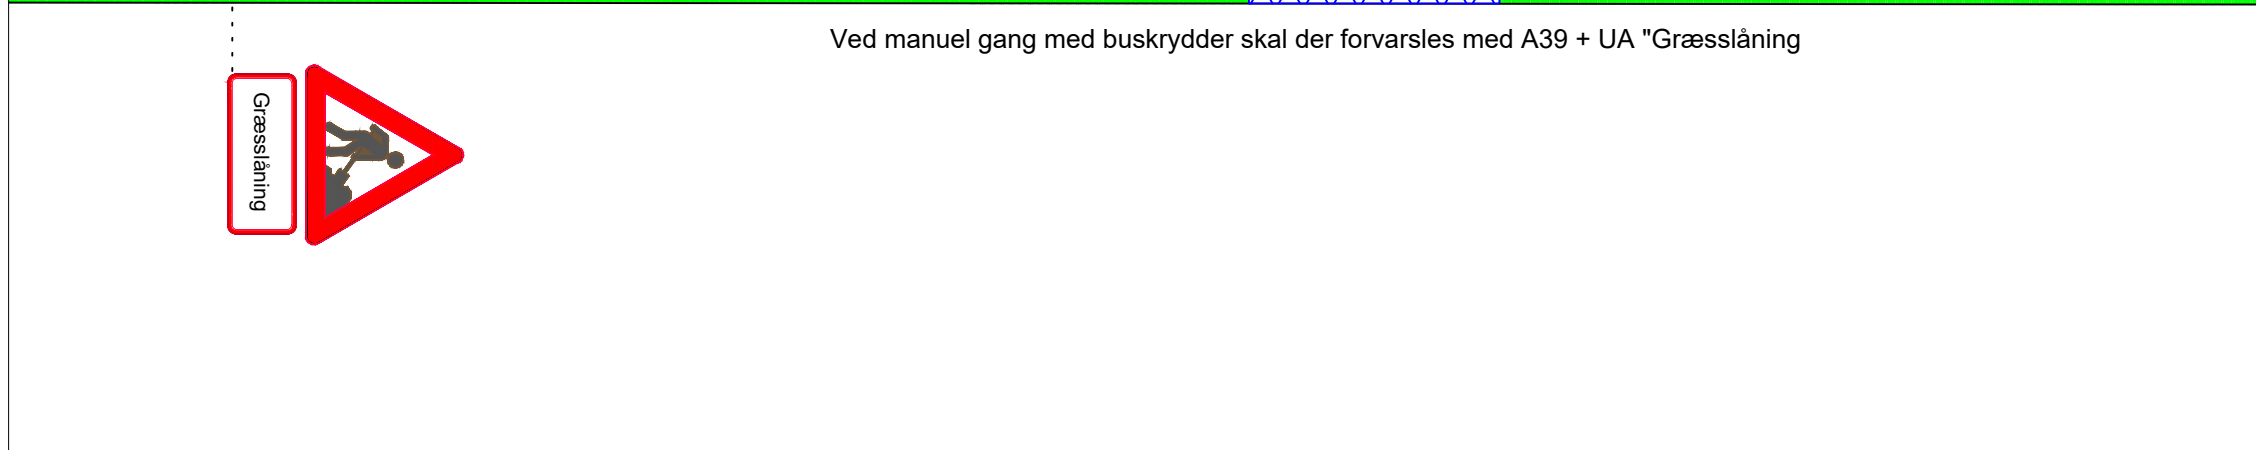 Ved manuel gang med buskrydder skal der forvarsles med A39 + UA "Græsslåning
Græsslåning